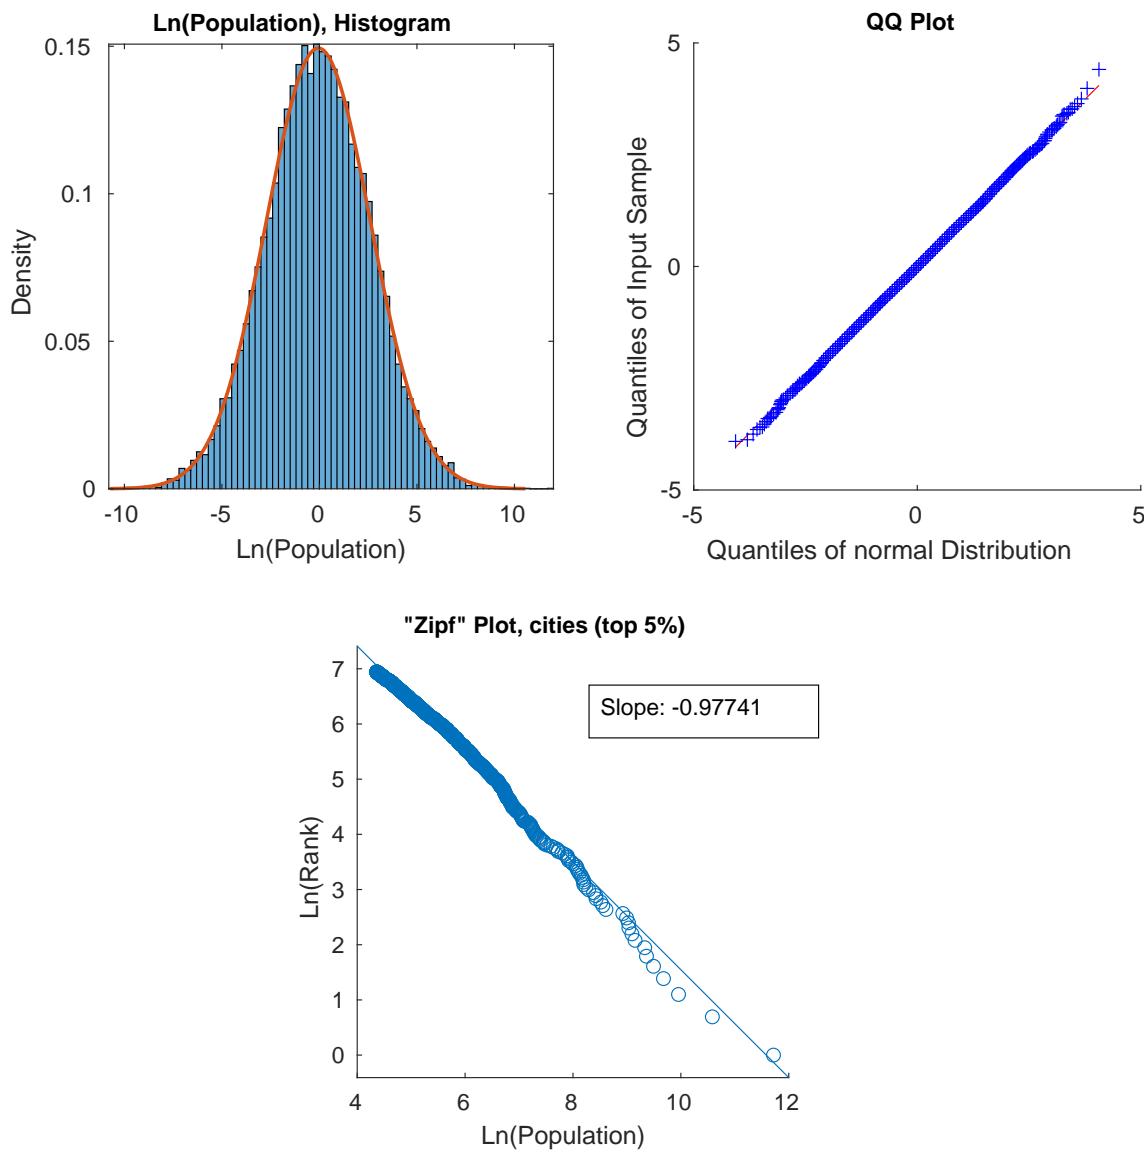 Ln(Population), Histogram
0.15
0.1
0.05
0
Density
-10 -5 0 5 10
Ln(Population)
QQ Plot
5
0
-5
Quantiles of Input Sample
-5 0 5
Quantiles of normal Distribution
"Zipf" Plot, cities (top 5%)
Slope: -0.97741
7
6
5
4
3
2
1
0
Ln(Rank)
4 6 8 10 12
Ln(Population)